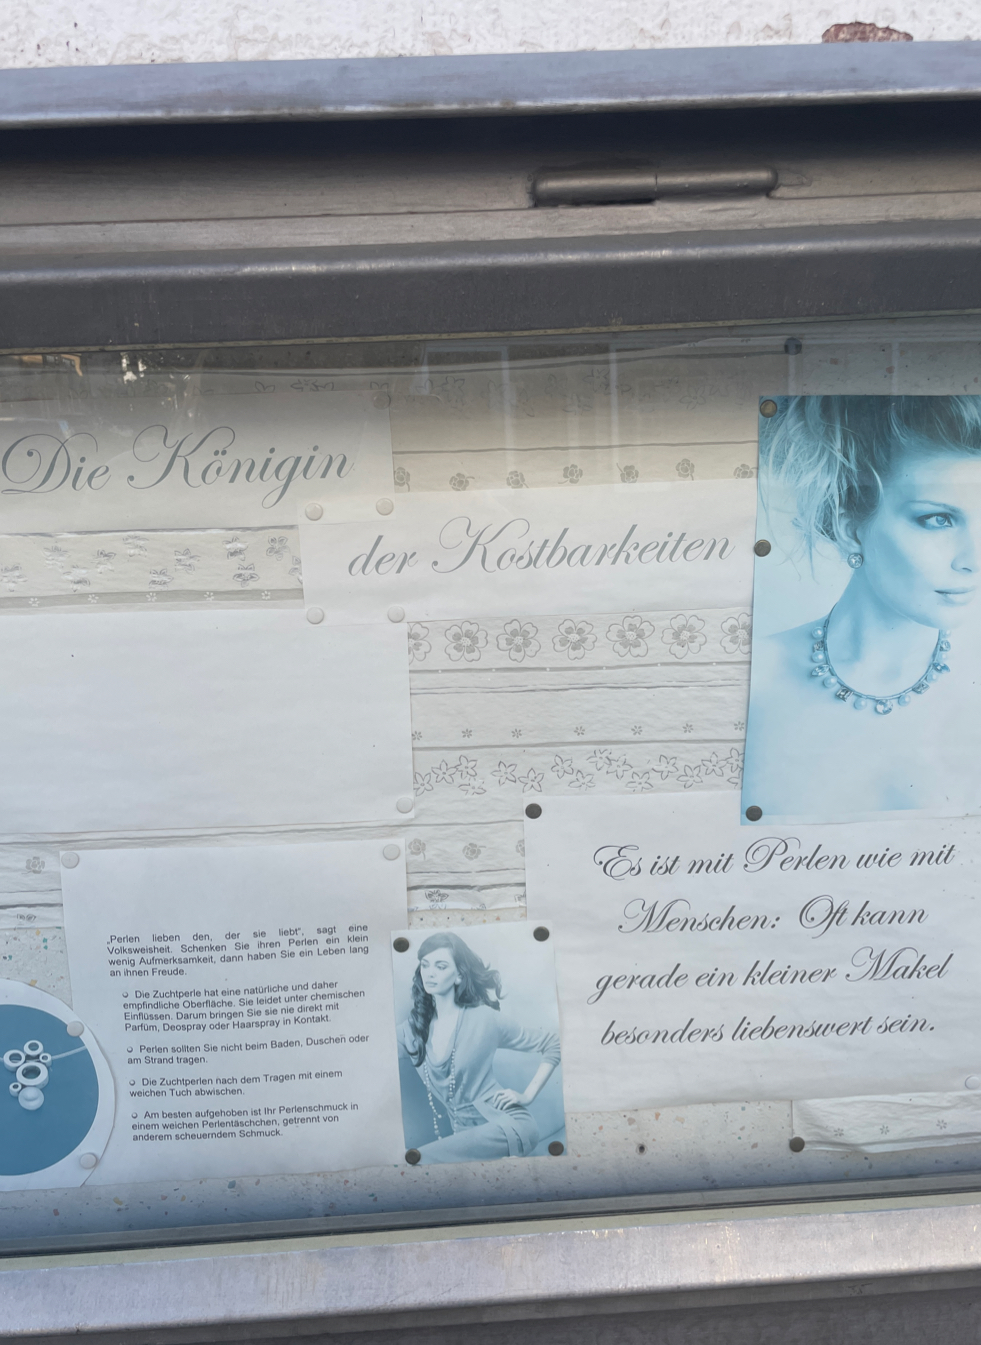 Die Königin
der Kostbarkeiten
Es ist mit Perlen wie mit
Menschen: Oft kann
gerade ein kleiner Makel
besonders liebenswert sein.
„Perlen lieben den, der sie liebt", sagt eine
Volksweisheit. Schenken Sie ihren Perlen ein klein
wenig Aufmerksamkeit, dann haben Sie ein Leben lang
an ihnen Freude.
Die Zuchtperle hat eine natürliche und daher
empfindliche Oberfläche. Sie leidet unter chemischen
Einflüssen. Darum bringen Sie sie nie direkt mit
Parfüm, Deospray oder Haarspray in Kontakt.
Perlen sollten Sie nicht beim Baden, Duschen oder
am Strand tragen.
Die Zuchtperlen nach dem Tragen mit einem
weichen Tuch abwischen.
Am besten aufgehoben ist Ihr Perlenschmuck in
einem weichen Perlentäschchen, getrennt von
anderem scheuerndem Schmuck.